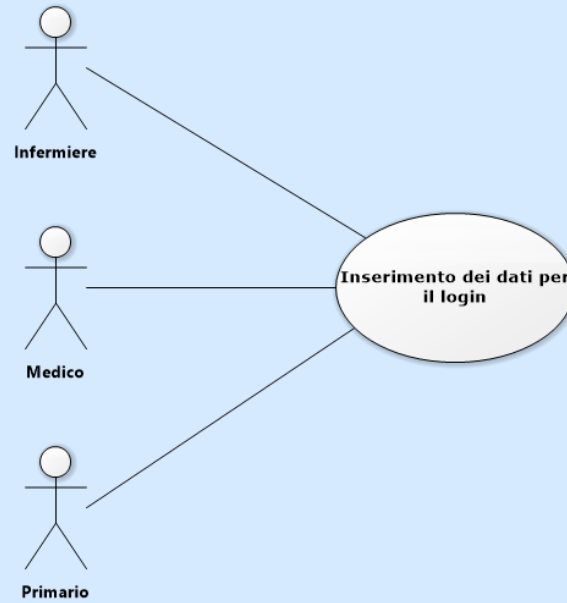 Infermiere
Inserimento dei dati per
il login
Medico
Primario